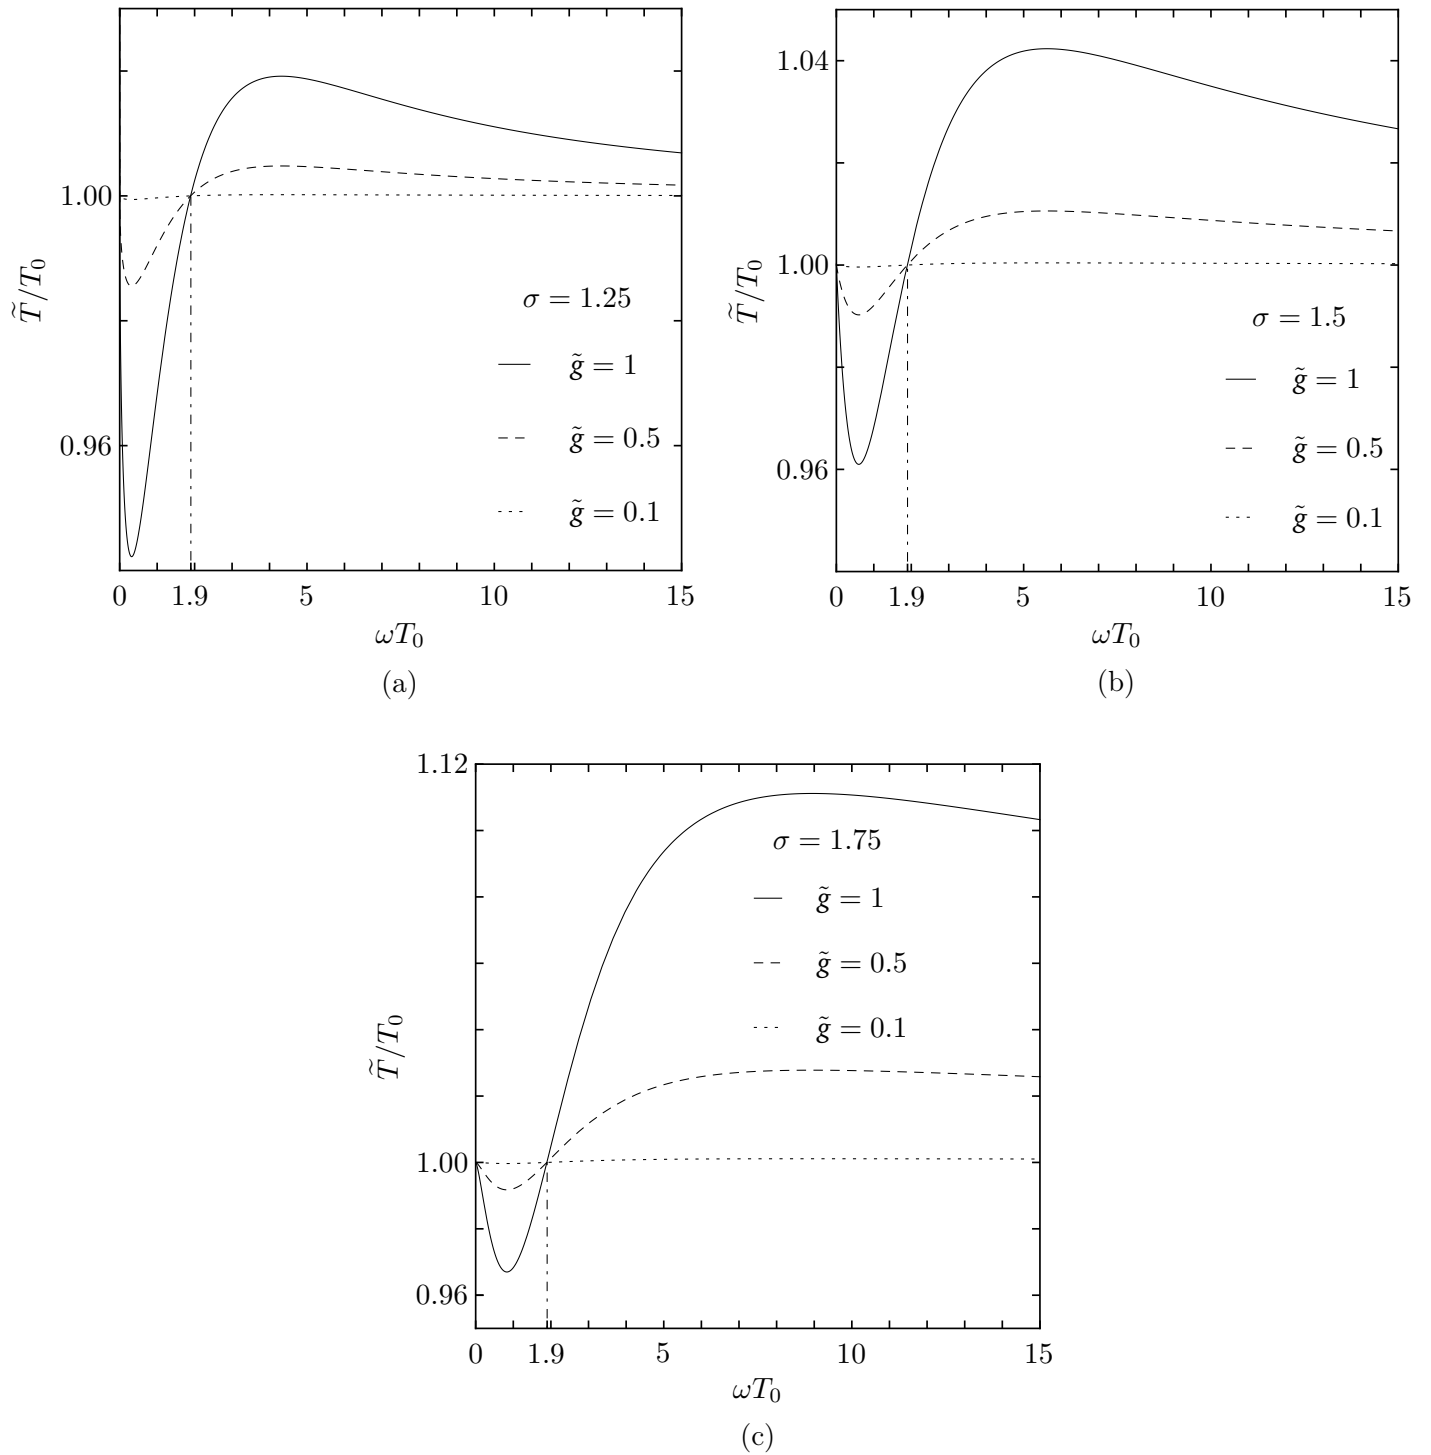 1.00
0.96
T̃/T₀
σ = 1.25
g̃ = 1
g̃ = 0.5
g̃ = 0.1
0 1.9 5 10 15
ωT₀
(a)
1.04
1.00
0.96
T̃/T₀
σ = 1.5
g̃ = 1
g̃ = 0.5
g̃ = 0.1
0 1.9 5 10 15
ωT₀
(b)
1.12
1.00
0.96
T̃/T₀
σ = 1.75
g̃ = 1
g̃ = 0.5
g̃ = 0.1
0 1.9 5 10 15
ωT₀
(c)